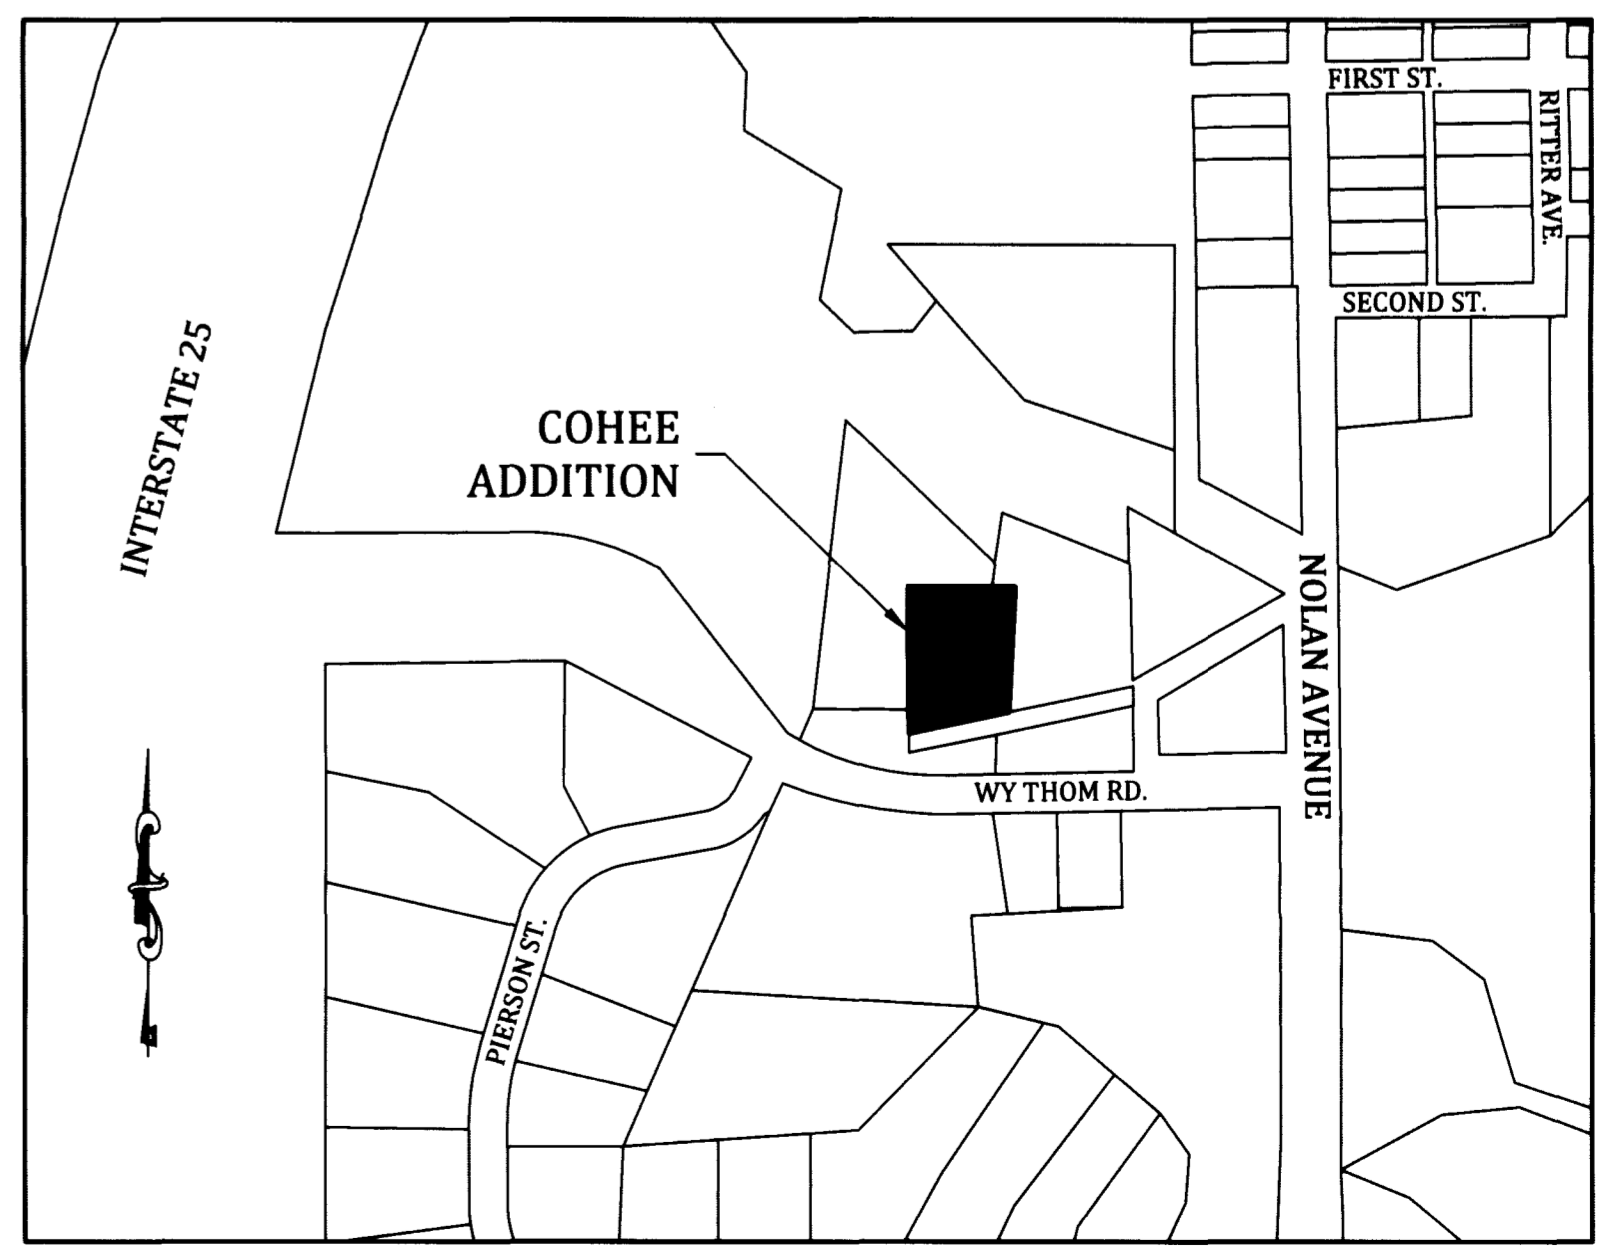 FIRST ST.
RITTER AVE.
SECOND ST.
INTERSTATE 25
COHEE
ADDITION
NOLAN AVENUE
WY THOM RD.
PIERSON ST.